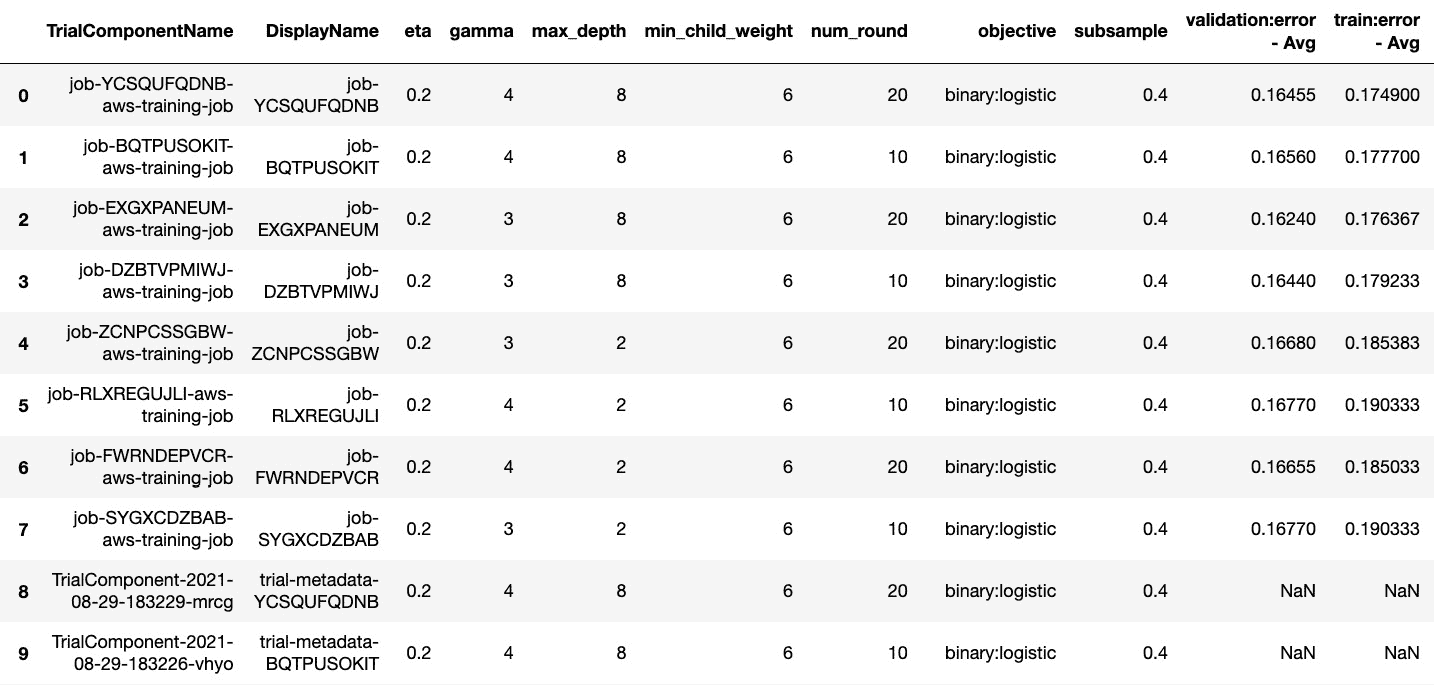 TrialComponentName DisplayName eta gamma max_depth min_child_weight num_round objective subsample validation:error - Avg train:error - Avg
0 job-YCSQUFQDNB-aws-training-job job-YCSQUFQDNB 0.2 4 8 6 20 binary:logistic 0.4 0.16455 0.174900
1 job-BQTPUSOKIT-aws-training-job job-BQTPUSOKIT 0.2 4 8 6 10 binary:logistic 0.4 0.16560 0.177700
2 job-EXGXPANEUM-aws-training-job job-EXGXPANEUM 0.2 3 8 6 20 binary:logistic 0.4 0.16240 0.176367
3 job-DZBTVPMIWJ-aws-training-job job-DZBTVPMIWJ 0.2 3 8 6 10 binary:logistic 0.4 0.16440 0.179233
4 job-ZCNPCSSGBW-aws-training-job job-ZCNPCSSGBW 0.2 3 2 6 20 binary:logistic 0.4 0.16680 0.185383
5 job-RLXREGUJLI-aws-training-job job-RLXREGUJLI 0.2 4 2 6 10 binary:logistic 0.4 0.16770 0.190333
6 job-FWRNDEPVCR-aws-training-job job-FWRNDEPVCR 0.2 4 2 6 20 binary:logistic 0.4 0.16655 0.185033
7 job-SYGXCDZBAB-aws-training-job job-SYGXCDZBAB 0.2 3 2 6 10 binary:logistic 0.4 0.16770 0.190333
8 TrialComponent-2021-08-29-183229-mrcg trial-metadata-YCSQUFQDNB 0.2 4 8 6 20 binary:logistic 0.4 NaN NaN
9 TrialComponent-2021-08-29-183226-vhyo trial-metadata-BQTPUSOKIT 0.2 4 8 6 10 binary:logistic 0.4 NaN NaN